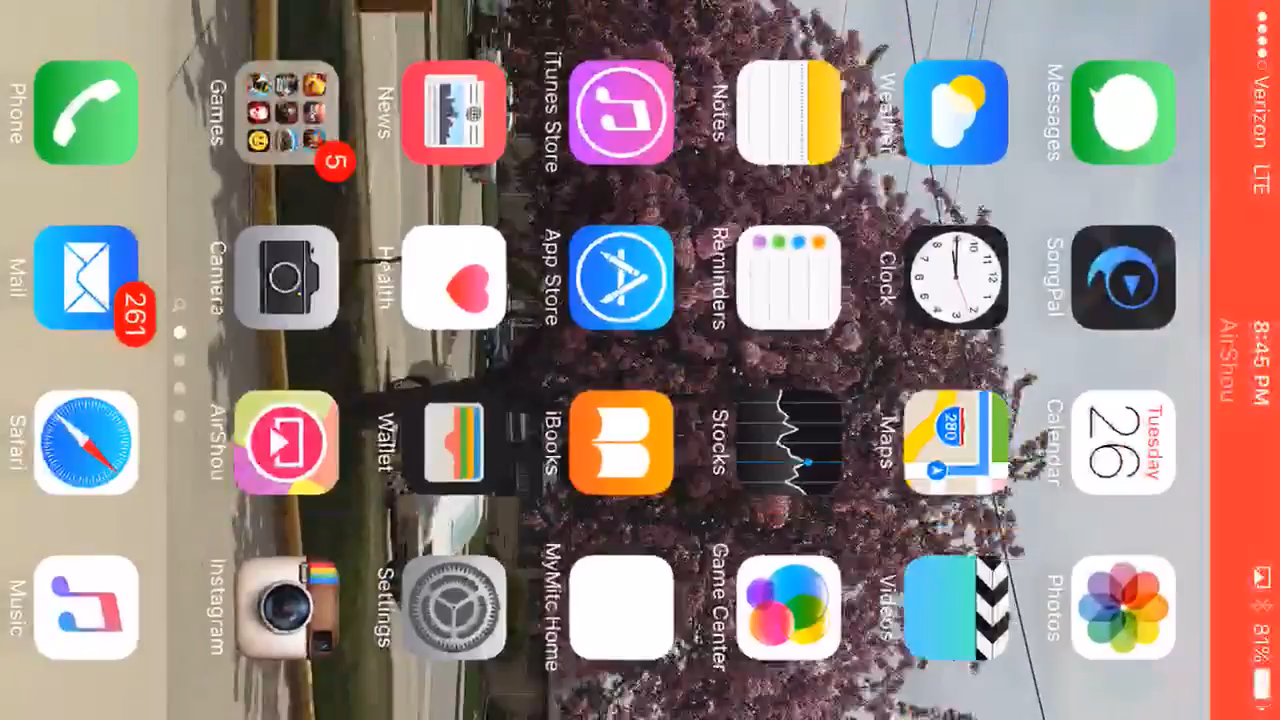 Verizon LTE 8:45 PM 81%
AirShou
Tuesday
26
Messages SongPal Calendar Photos
280
Weather Clock Maps Videos
Notes Reminders Stocks Game Center
iTunes Store App Store iBooks MyMitc Home
News Health Wallet Settings
5
Games Camera AirShou Instagram
261
Phone Mail Safari Music